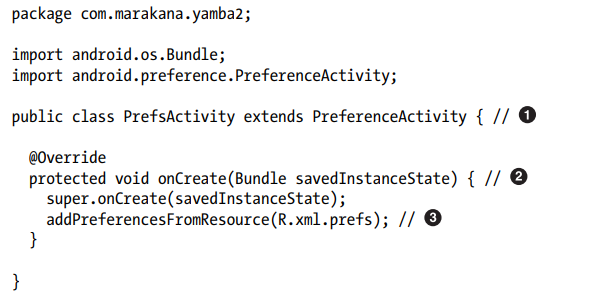 package com.marakana.yamba2;
import android.os.Bundle;
import android.preference.PreferenceActivity;
public class PrefsActivity extends PreferenceActivity { // ❶
@Override
protected void onCreate(Bundle savedInstanceState) { // ❷
super.onCreate(savedInstanceState);
addPreferencesFromResource(R.xml.prefs); // ❸
}
}